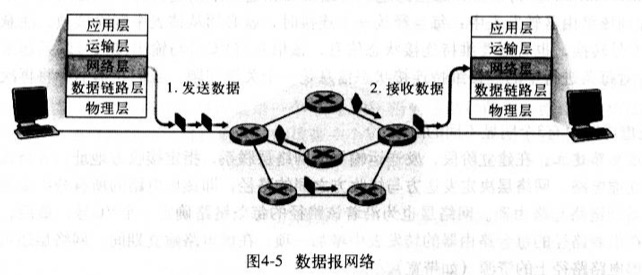 应用层
运输层
网络层
数据链路层
物理层
1. 发送数据
2. 接收数据
应用层
运输层
网络层
数据链路层
物理层
图4-5 数据报网络